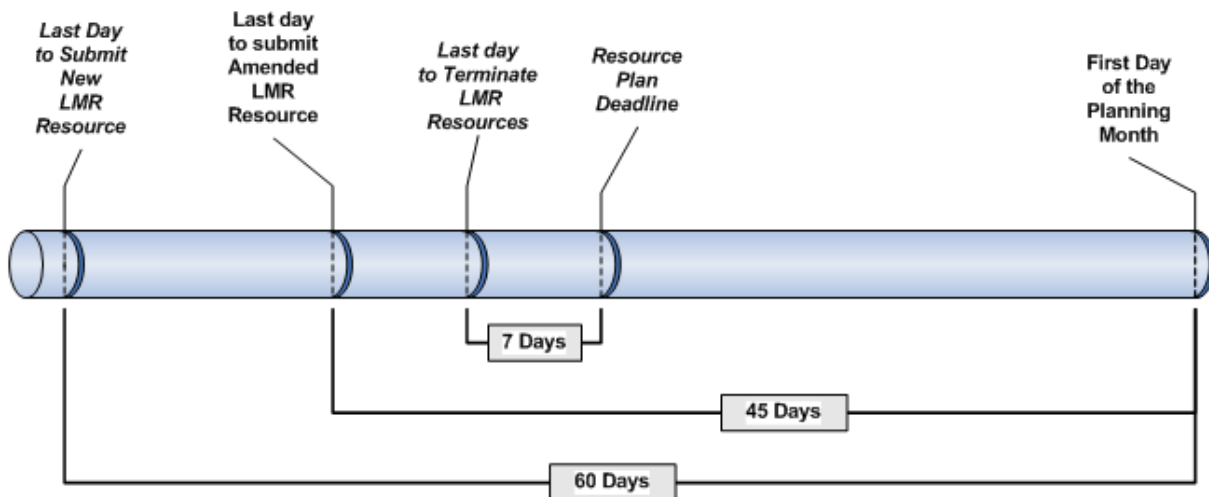 Last Day
to Submit
New
LMR
Resource
Last day
to submit
Amended
LMR
Resource
Last day
to Terminate
LMR
Resources
Resource
Plan
Deadline
First Day
of the
Planning
Month
7 Days
45 Days
60 Days